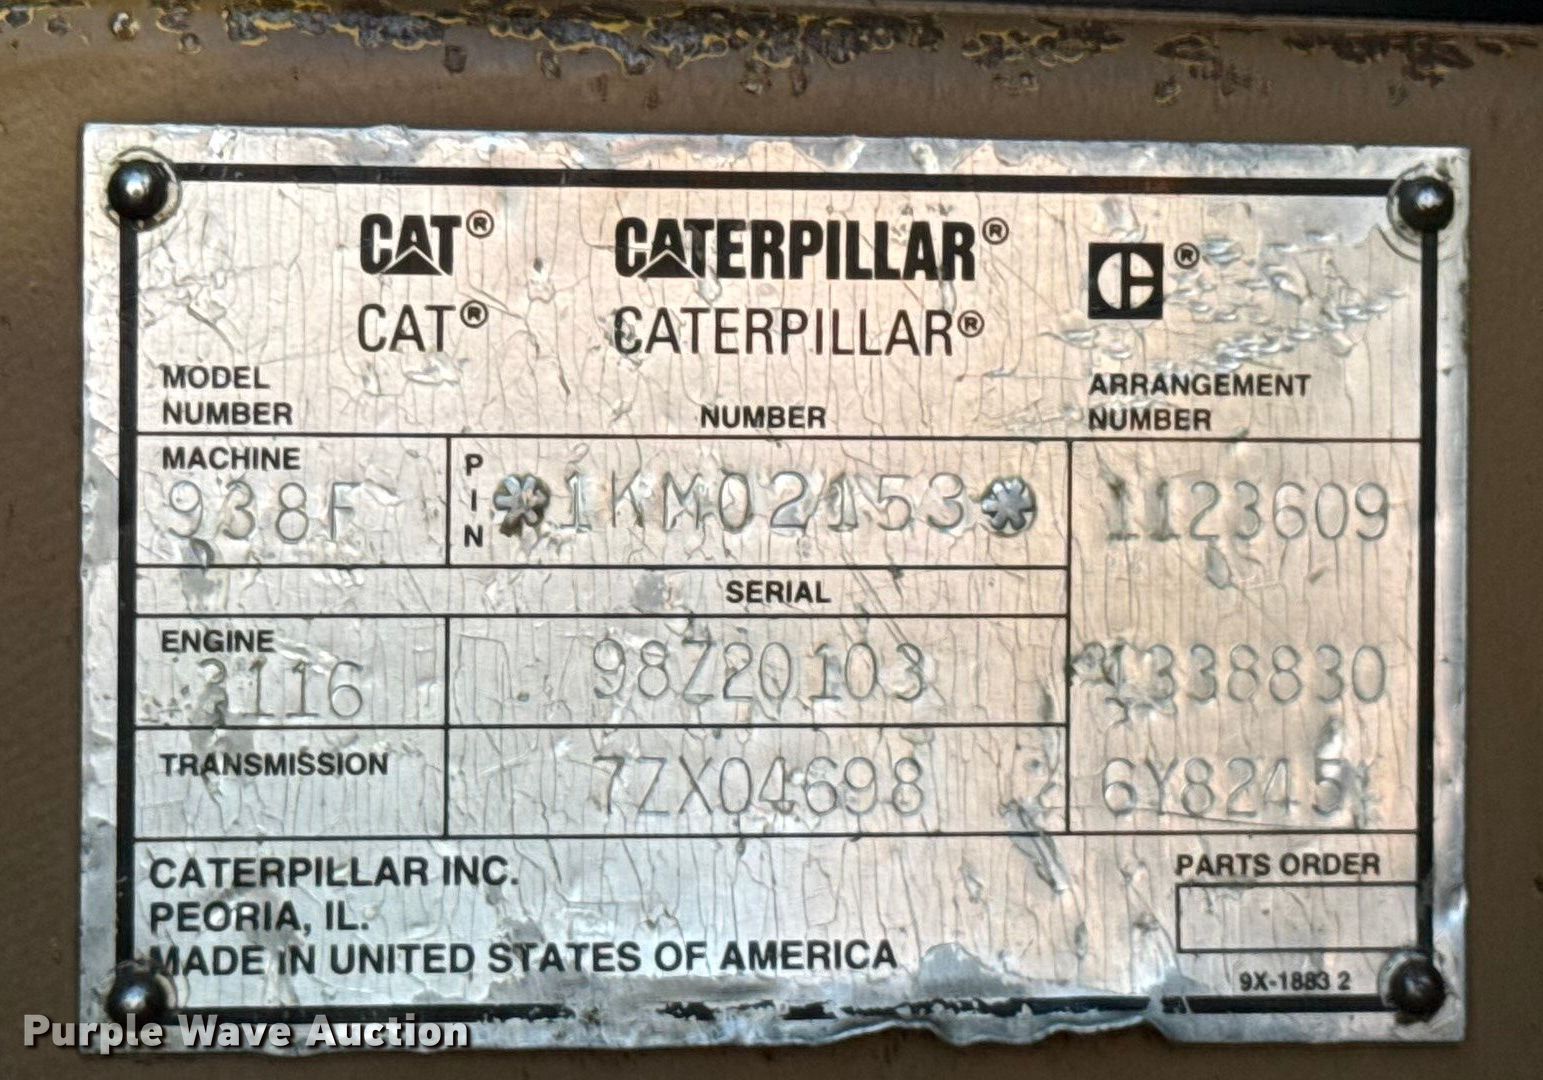 CAT® CATERPILLAR® ®
CAT® CATERPILLAR®
MODEL NUMBER NUMBER ARRANGEMENT NUMBER
MACHINE
938F PIN *1KM02153* 1123609
SERIAL
ENGINE
3116 98Z20103 1338830
TRANSMISSION 7ZX04698 6Y8245
CATERPILLAR INC.
PEORIA, IL.
MADE IN UNITED STATES OF AMERICA
PARTS ORDER
9X-1883 2
Purple Wave Auction